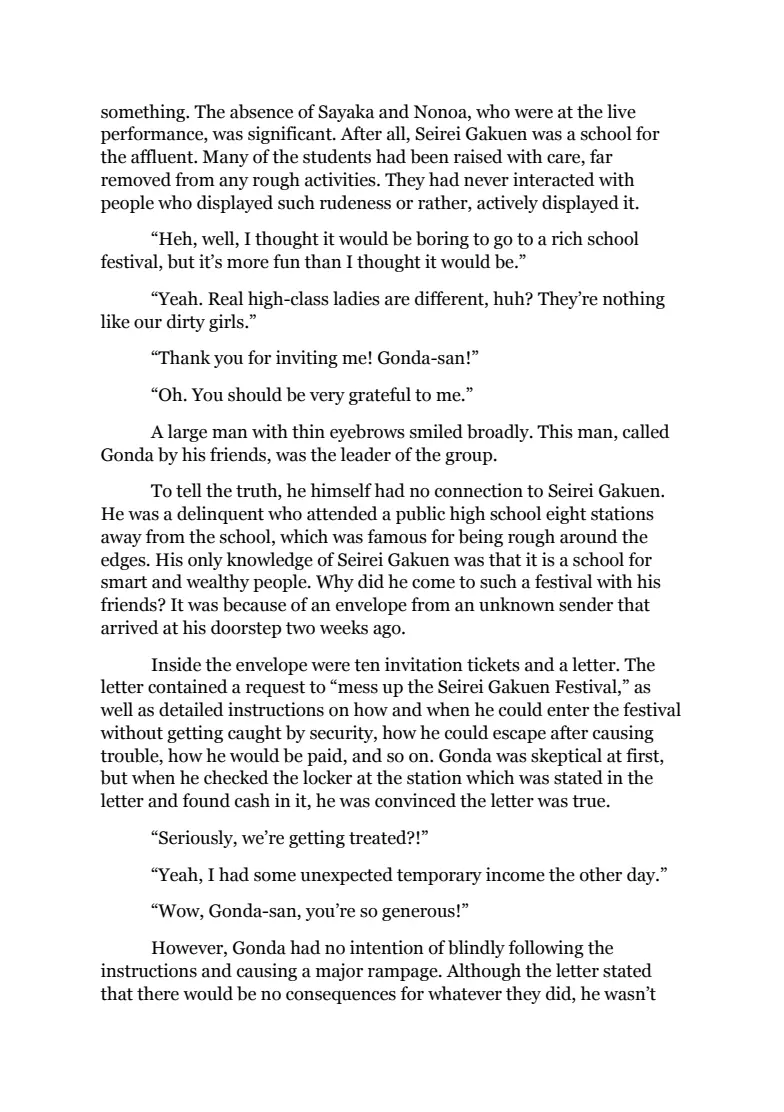 something. The absence of Sayaka and Nonoa, who were at the live
performance, was significant. After all, Seirei Gakuen was a school for
the affluent. Many of the students had been raised with care, far
removed from any rough activities. They had never interacted with
people who displayed such rudeness or rather, actively displayed it.
“Heh, well, I thought it would be boring to go to a rich school
festival, but it’s more fun than I thought it would be.”
“Yeah. Real high-class ladies are different, huh? They’re nothing
like our dirty girls.”
“Thank you for inviting me! Gonda-san!”
“Oh. You should be very grateful to me.”
A large man with thin eyebrows smiled broadly. This man, called
Gonda by his friends, was the leader of the group.
To tell the truth, he himself had no connection to Seirei Gakuen.
He was a delinquent who attended a public high school eight stations
away from the school, which was famous for being rough around the
edges. His only knowledge of Seirei Gakuen was that it is a school for
smart and wealthy people. Why did he come to such a festival with his
friends? It was because of an envelope from an unknown sender that
arrived at his doorstep two weeks ago.
Inside the envelope were ten invitation tickets and a letter. The
letter contained a request to “mess up the Seirei Gakuen Festival,” as
well as detailed instructions on how and when he could enter the festival
without getting caught by security, how he could escape after causing
trouble, how he would be paid, and so on. Gonda was skeptical at first,
but when he checked the locker at the station which was stated in the
letter and found cash in it, he was convinced the letter was true.
“Seriously, we’re getting treated?!”
“Yeah, I had some unexpected temporary income the other day.”
“Wow, Gonda-san, you’re so generous!”
However, Gonda had no intention of blindly following the
instructions and causing a major rampage. Although the letter stated
that there would be no consequences for whatever they did, he wasn’t